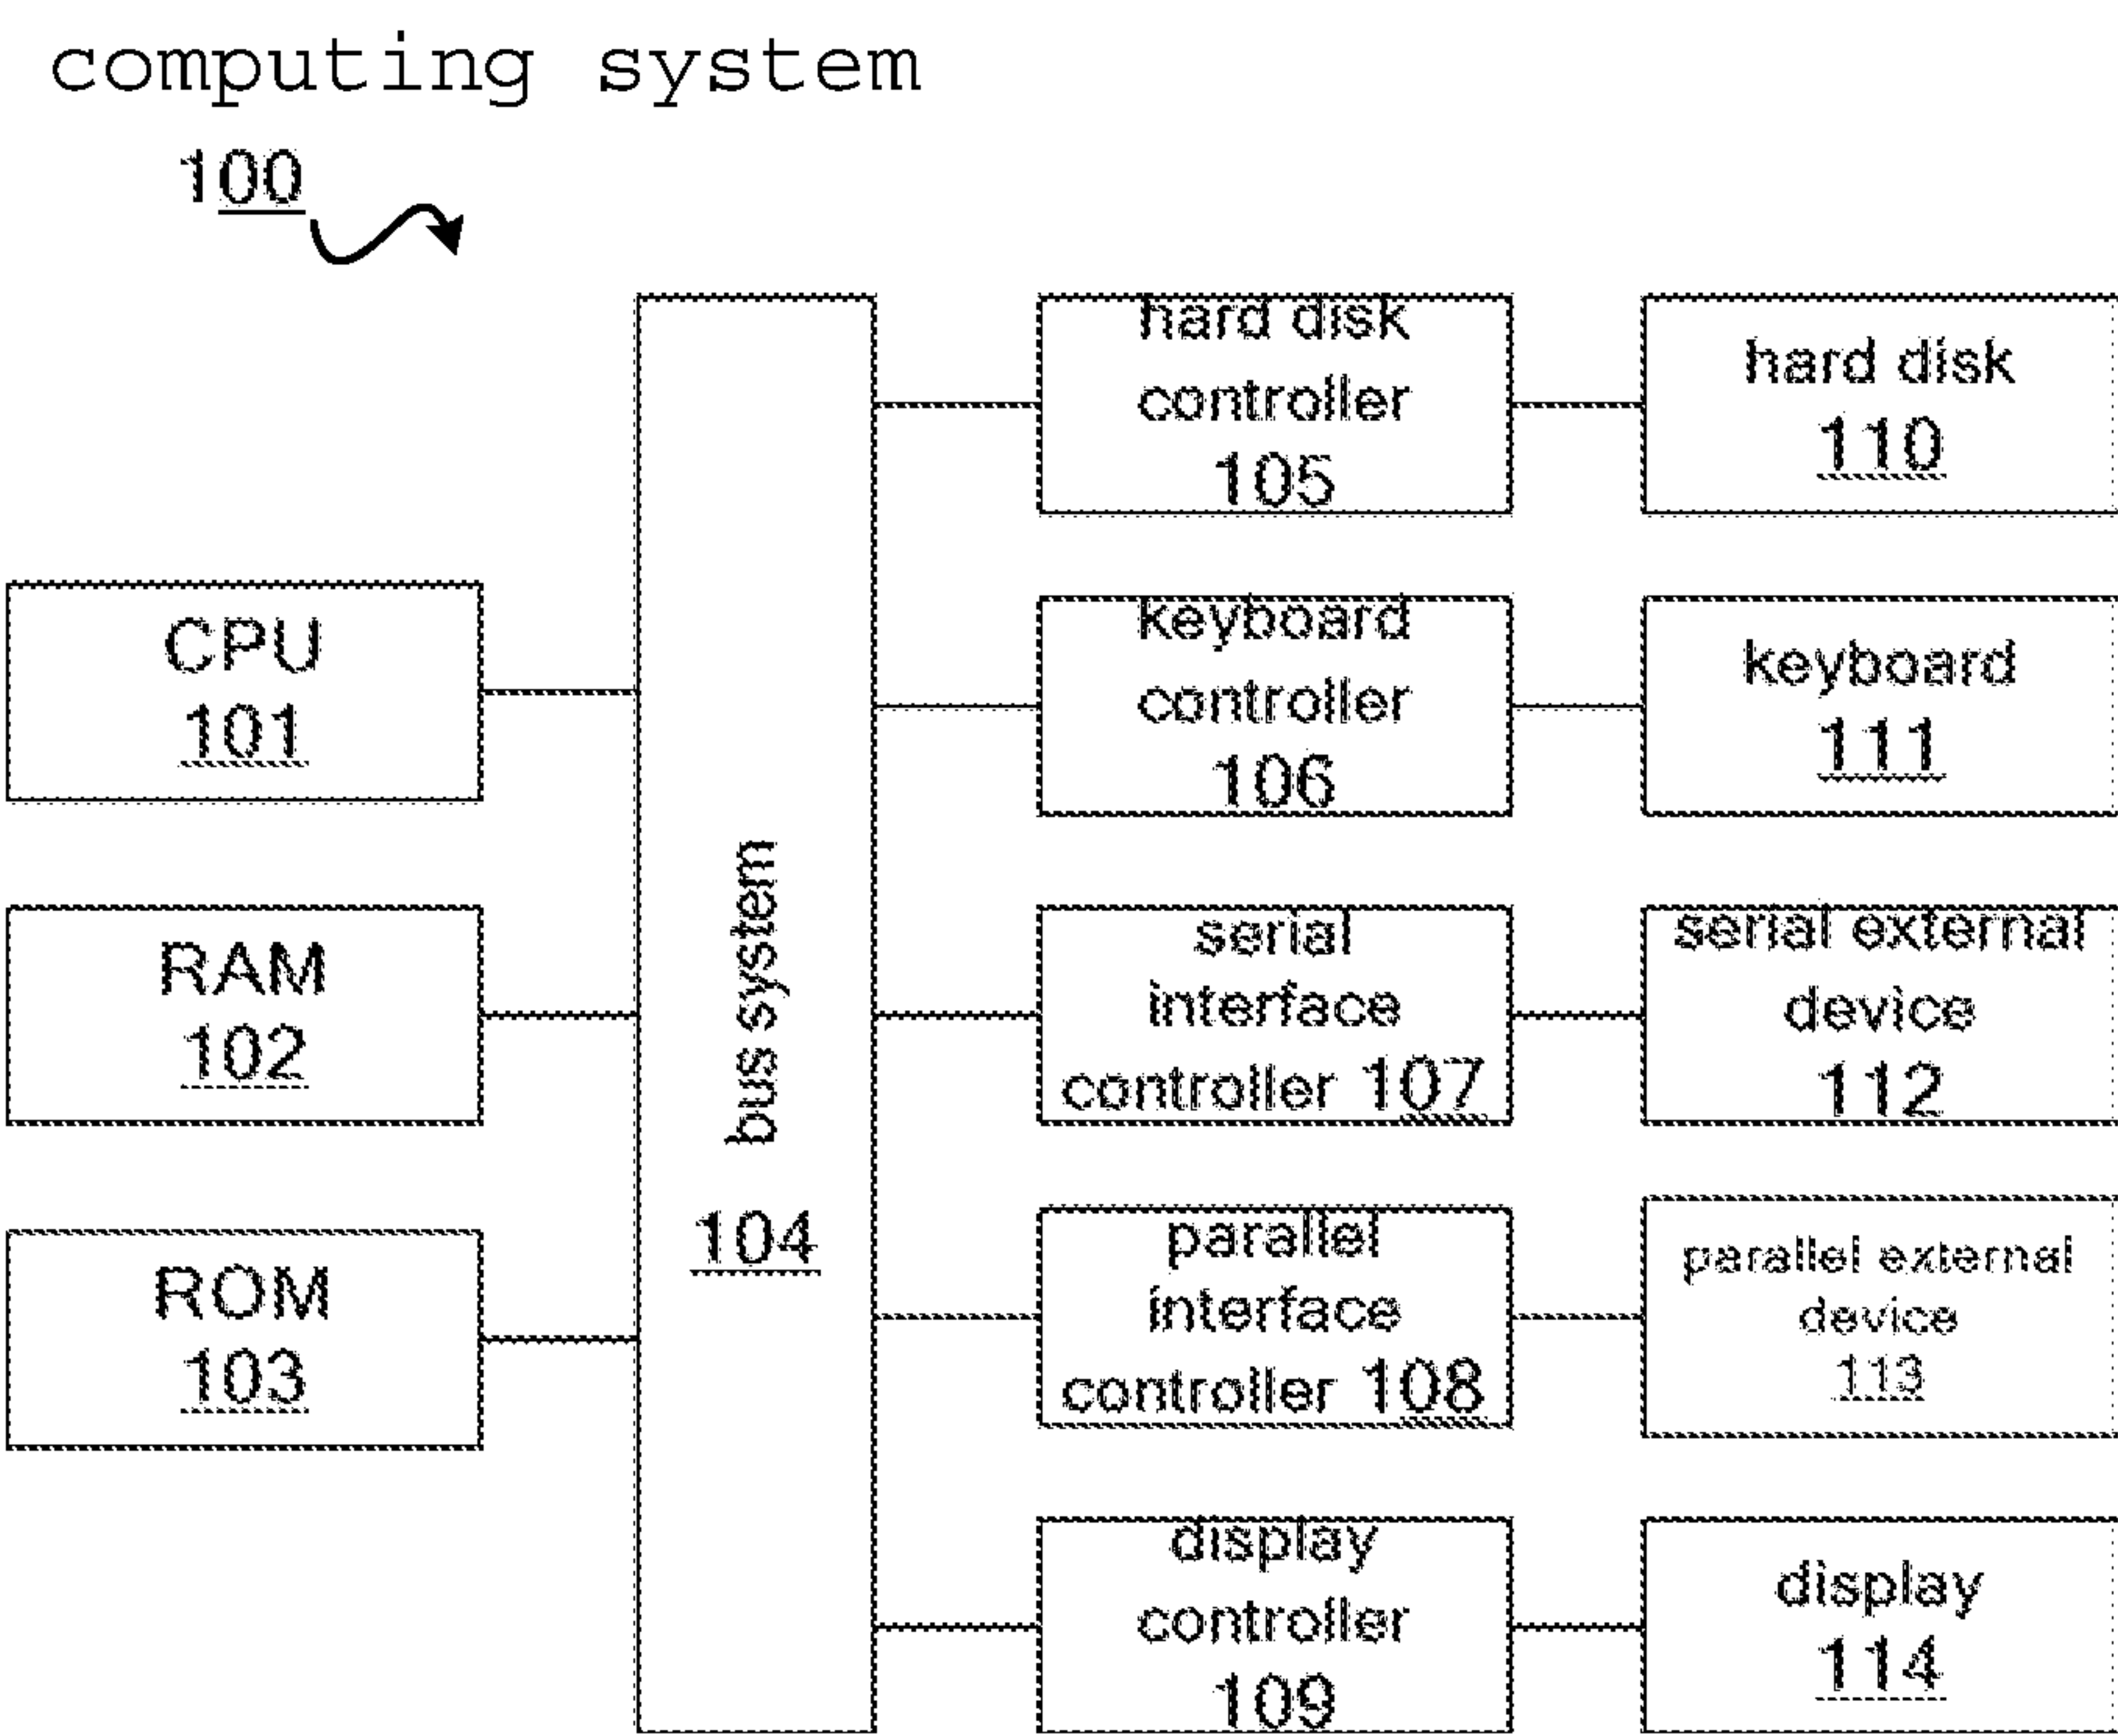 computing system
100
CPU
101
RAM
102
ROM
103
bus system
104
hard disk
controller
105
keyboard
controller
106
serial
interface
controller 107
parallel
interface
controller 108
display
controller
109
hard disk
110
keyboard
111
serial external
device
112
parallel external
device
113
display
114